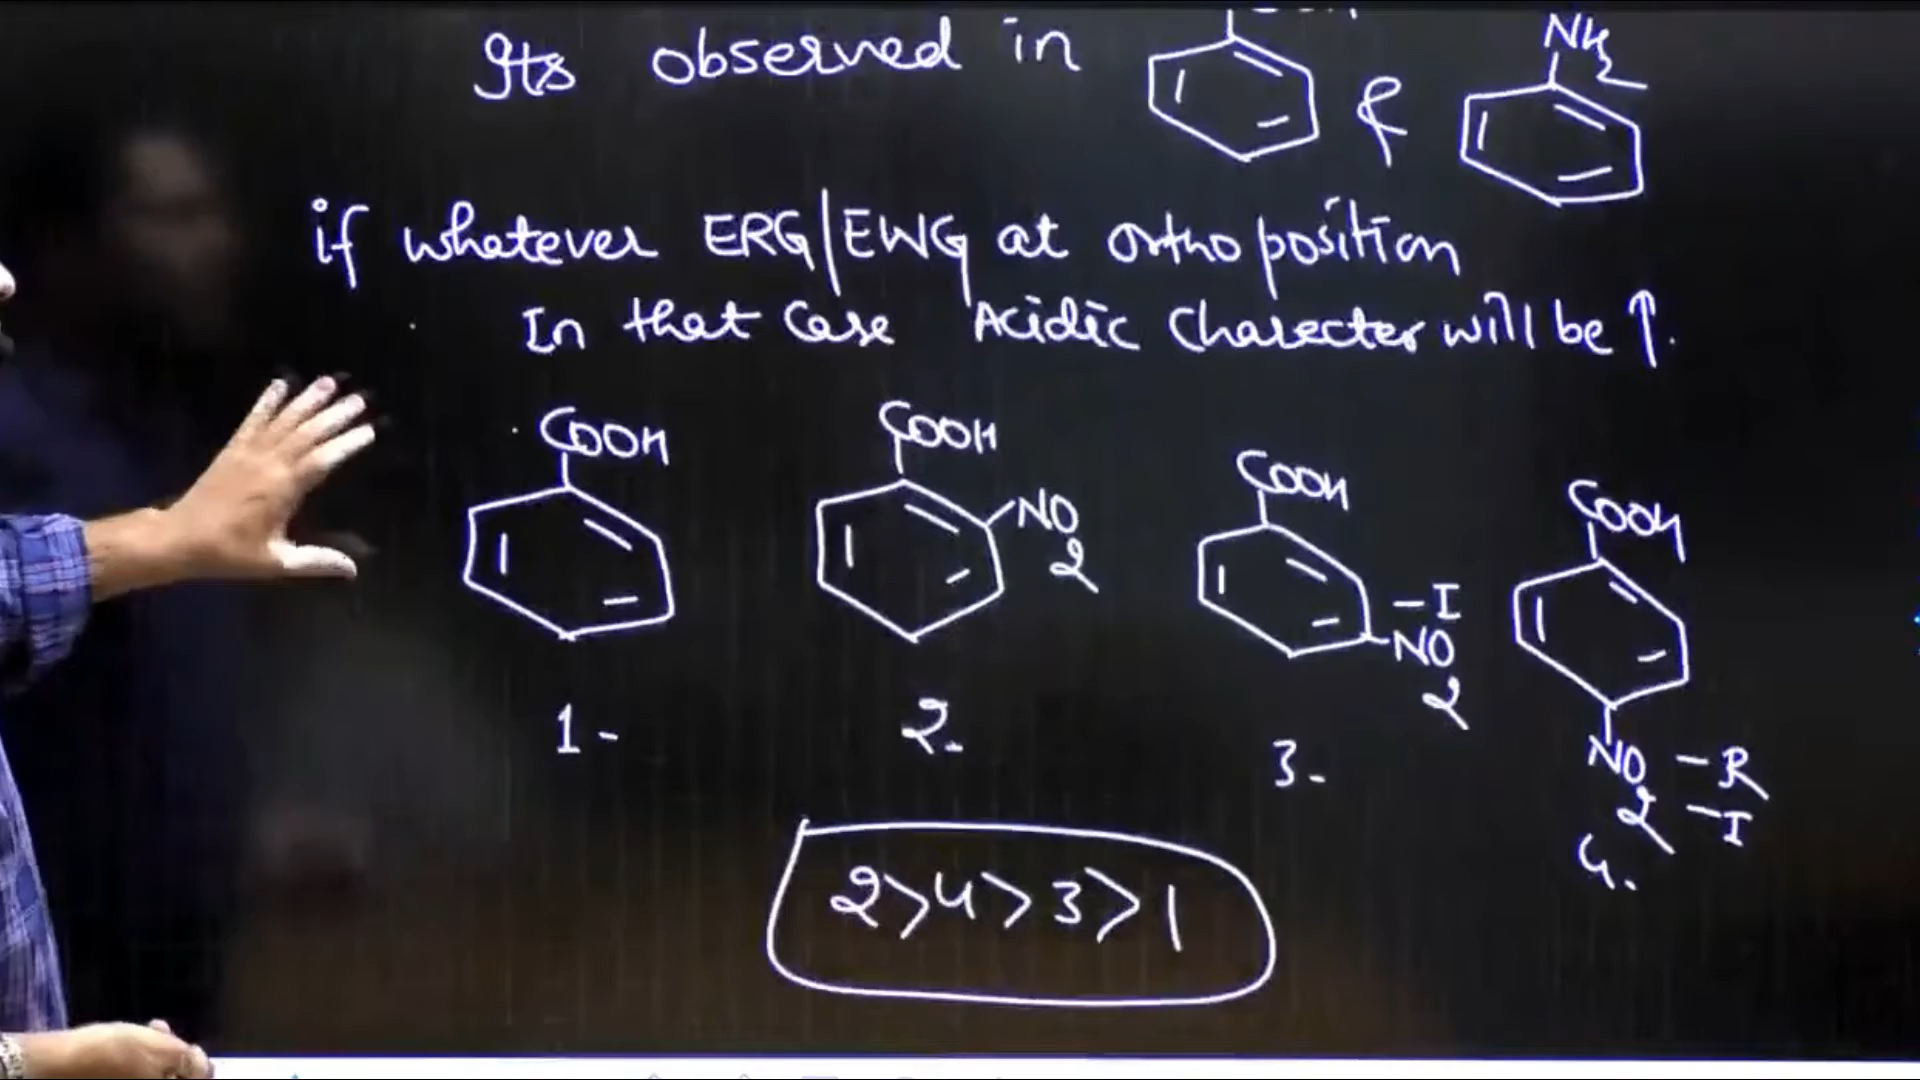 Its observed in & NH2
if whatever ERG/EWG at ortho position
In that Case Acidic Charecter will be ↑.
COOH COOH COOH COOH
NO2 -I
NO2
NO2 -R
-I
1- 2. 3- 4.
2>4>3>1